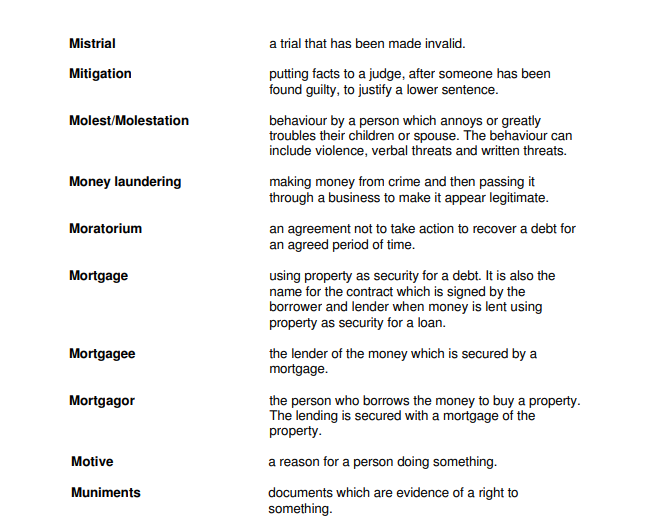 Mistrial a trial that has been made invalid.
Mitigation putting facts to a judge, after someone has been
found guilty, to justify a lower sentence.
Molest/Molestation behaviour by a person which annoys or greatly
troubles their children or spouse. The behaviour can
include violence, verbal threats and written threats.
Money laundering making money from crime and then passing it
through a business to make it appear legitimate.
Moratorium an agreement not to take action to recover a debt for
an agreed period of time.
Mortgage using property as security for a debt. It is also the
name for the contract which is signed by the
borrower and lender when money is lent using
property as security for a loan.
Mortgagee the lender of the money which is secured by a
mortgage.
Mortgagor the person who borrows the money to buy a property.
The lending is secured with a mortgage of the
property.
Motive a reason for a person doing something.
Muniments documents which are evidence of a right to
something.